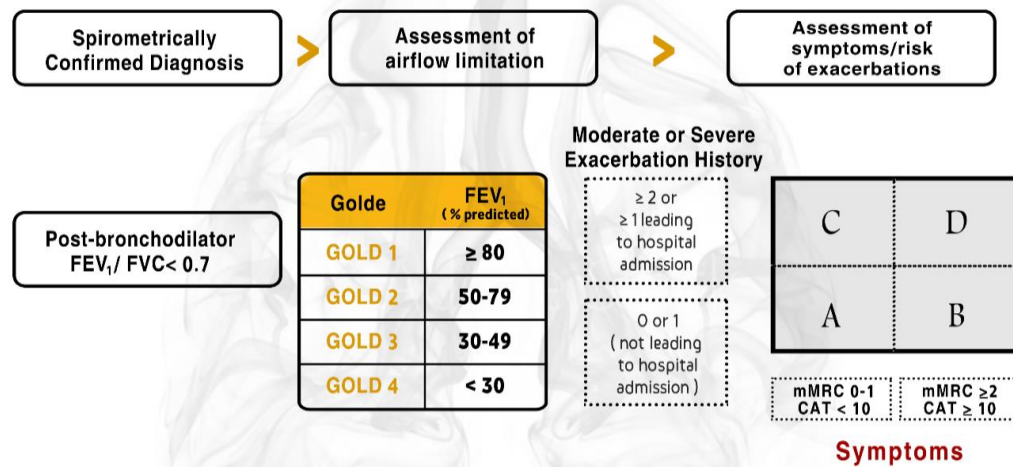 Spirometrically
Confirmed Diagnosis
>
Assessment of
airflow limitation
>
Assessment of
symptoms/risk
of exacerbations
Post-bronchodilator
FEV₁/ FVC< 0.7
Golde FEV₁
( % predicted)
GOLD 1 ≥ 80
GOLD 2 50-79
GOLD 3 30-49
GOLD 4 < 30
Moderate or Severe
Exacerbation History
≥ 2 or
≥ 1 leading
to hospital
admission
0 or 1
( not leading
to hospital
admission )
C D
A B
mMRC 0-1
CAT < 10
mMRC ≥2
CAT ≥ 10
Symptoms